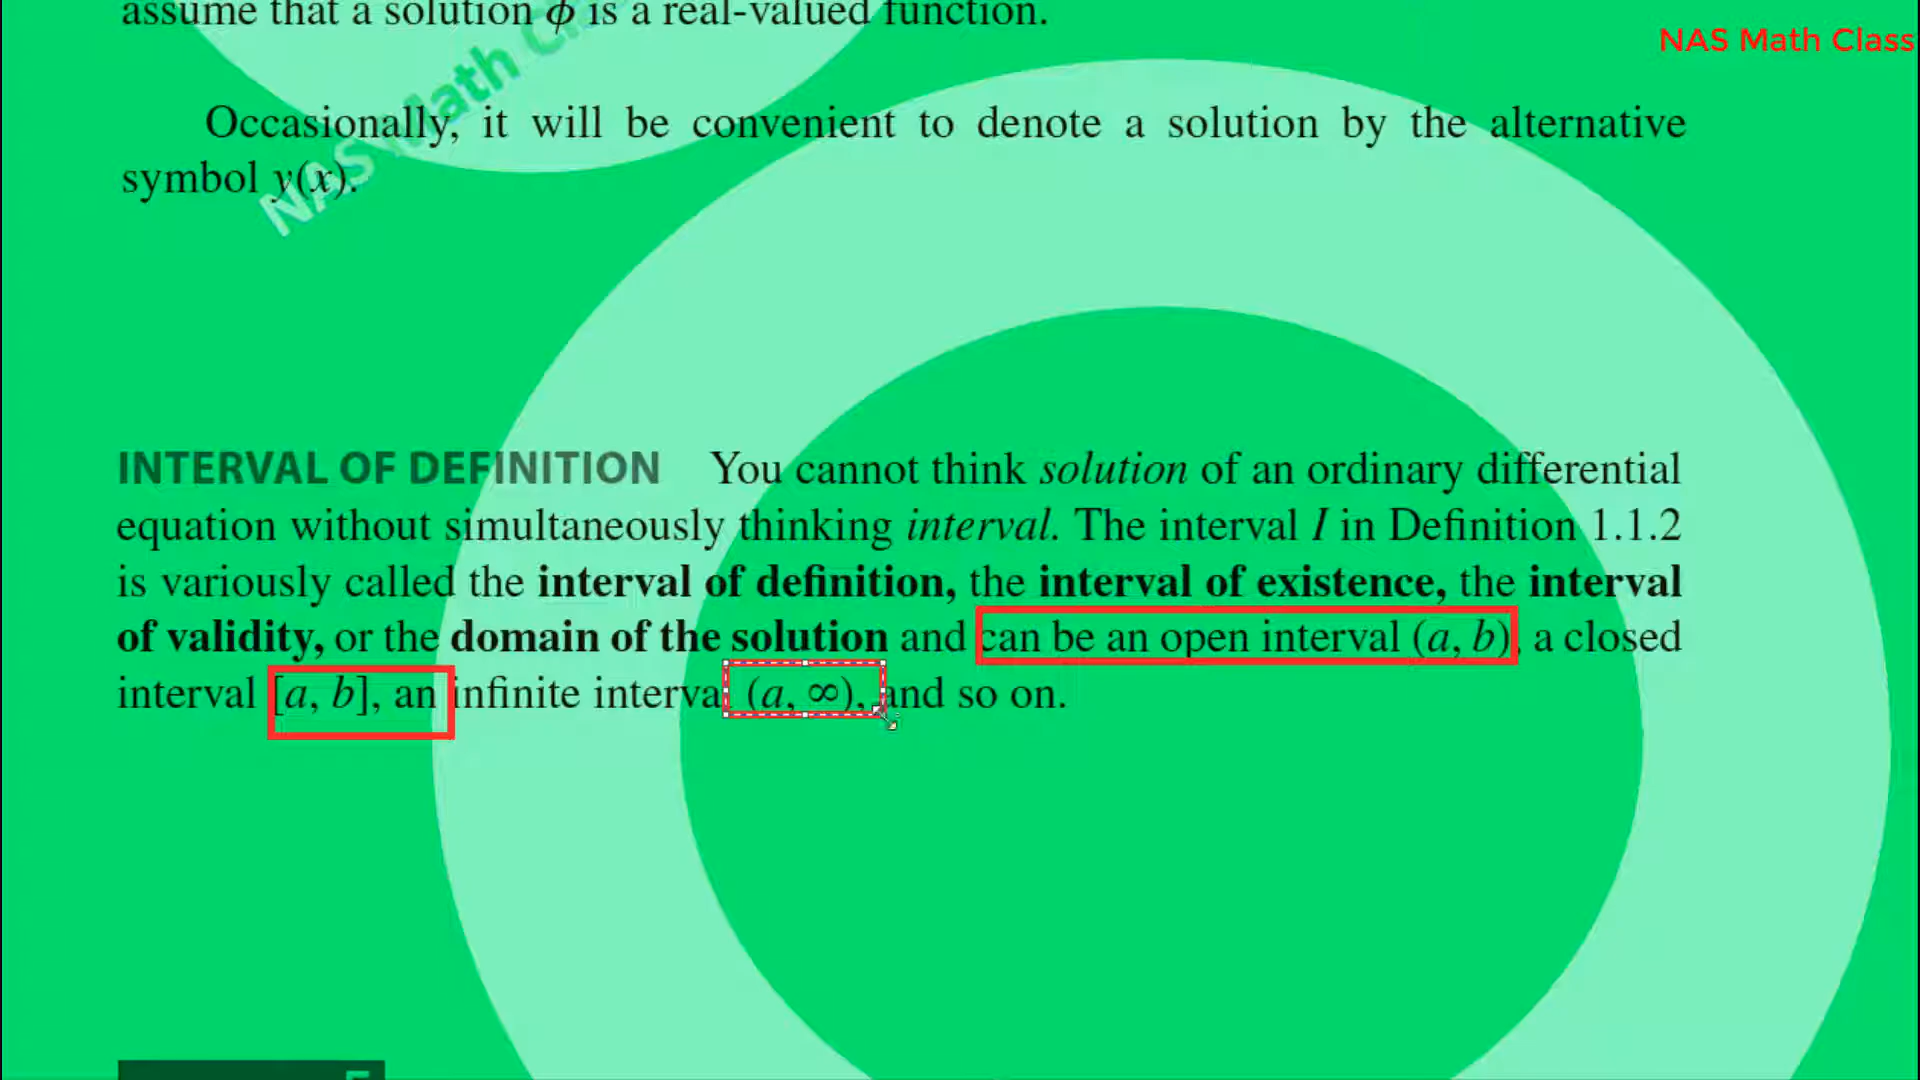 assume that a solution ϕ is a real-valued function.
NAS Math Class
NAS Math Cla
Occasionally, it will be convenient to denote a solution by the alternative
symbol y(x).
INTERVAL OF DEFINITION You cannot think solution of an ordinary differential
equation without simultaneously thinking interval. The interval I in Definition 1.1.2
is variously called the interval of definition, the interval of existence, the interval
of validity, or the domain of the solution and can be an open interval (a, b), a closed
interval [a, b], an infinite interval (a, ∞), and so on.